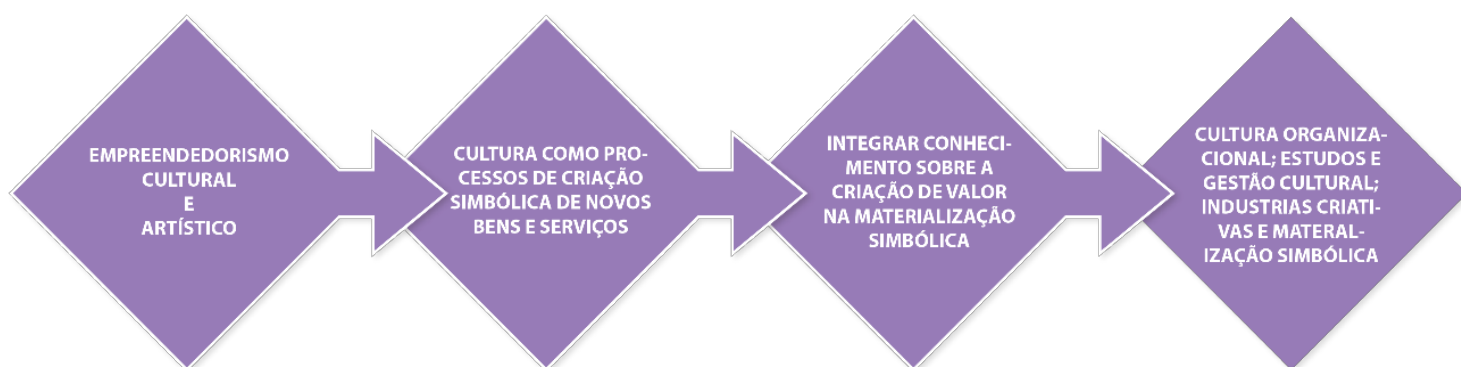 EMPREENDEDORISMO
CULTURAL
E
ARTÍSTICO
CULTURA COMO PRO-
CESSOS DE CRIAÇÃO
SIMBÓLICA DE NOVOS
BENS E SERVIÇOS
INTEGRAR CONHECI-
MENTO SOBRE A
CRIAÇÃO DE VALOR
NA MATERIALIZAÇÃO
SIMBÓLICA
CULTURA ORGANIZA-
CIONAL; ESTUDOS E
GESTÃO CULTURAL;
INDUSTRIAS CRIATI-
VAS E MATERAL-
IZAÇÃO SIMBÓLICA